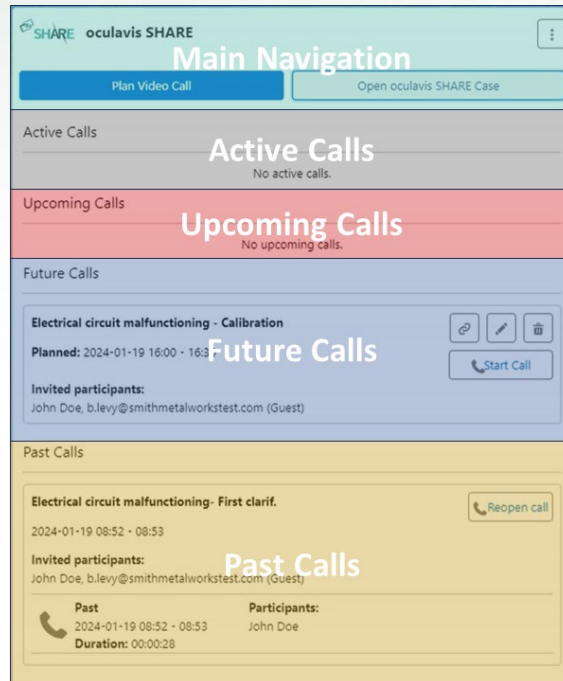 SHARE oculavis SHARE
Main Navigation
Plan Video Call
Open oculavis SHARE Case
Active Calls
Active Calls
No active calls.
Upcoming Calls
Upcoming Calls
No upcoming calls.
Future Calls
Electrical circuit malfunctioning - Calibration
Planned: 2024-01-19 16:00 - 16:3
Future Calls
Start Call
Invited participants:
John Doe, b.levy@smithmetalworkstest.com (Guest)
Past Calls
Electrical circuit malfunctioning- First clarif.
Reopen call
2024-01-19 08:52 - 08:53
Invited participants:
Past Calls
John Doe, b.levy@smithmetalworkstest.com (Guest)
Past
Participants:
2024-01-19 08:52 - 08:53
John Doe
Duration: 00:00:28